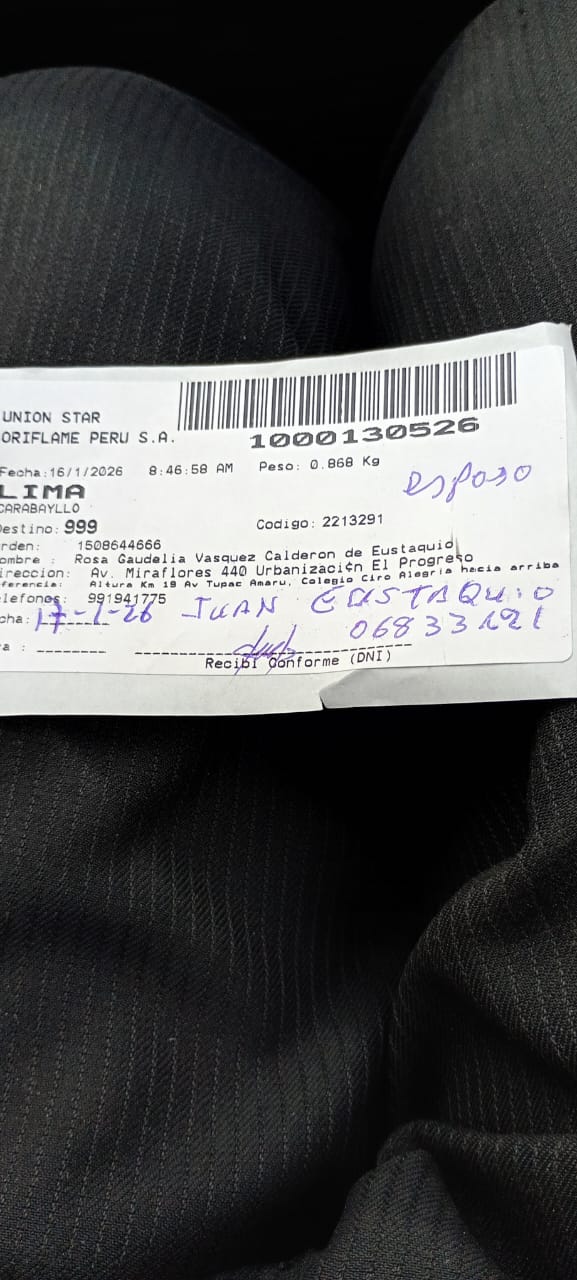 UNION STAR
ORIFLAME PERU S.A.
1000130526
Fecha:16/1/2026 8:46:58 AM Peso: 0.868 Kg
LIMA
esposo
CARABAYLLO
Destino: 999 Codigo: 2213291
rden: 1508644666
ombre : Rosa Gaudelia Vasquez Calderon de Eustaquio
ireccion: Av. Miraflores 440 Urbanizaci¢n El Progreso
ferencia: Altura Km 19 Av Tupac Amaru, Colegio Ciro Alegria hacia arriba
lefonos: 991941775
cha: 17-1-26 JUAN EUSTAQUIO
06833121
a : --------
Recibí Conforme (DNI)